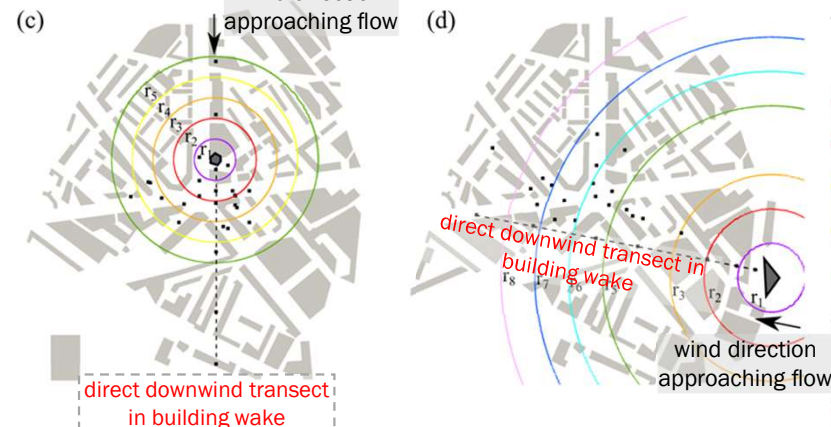 (c)
approaching flow
(d)
r5
r4
r3
r2
r1
direct downwind transect in
building wake
r8
r7
r3
r2
r1
wind direction
approaching flow
direct downwind transect
in building wake